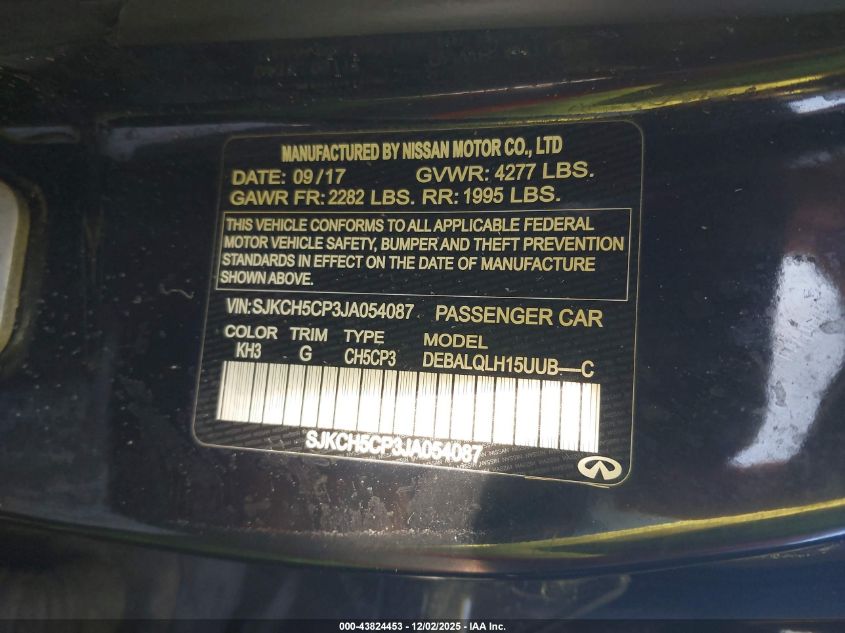 MANUFACTURED BY NISSAN MOTOR CO., LTD
DATE: 09/17 GVWR: 4277 LBS.
GAWR FR: 2282 LBS. RR: 1995 LBS.
THIS VEHICLE CONFORMS TO ALL APPLICABLE FEDERAL
MOTOR VEHICLE SAFETY, BUMPER AND THEFT PREVENTION
STANDARDS IN EFFECT ON THE DATE OF MANUFACTURE
SHOWN ABOVE.
VIN:SJKCH5CP3JA054087 PASSENGER CAR
COLOR TRIM TYPE MODEL
KH3 G CH5CP3 DEBALQLH15UUB-----C
SJKCH5CP3JA054087
000-43824453 - 12/02/2025 - IAA Inc.